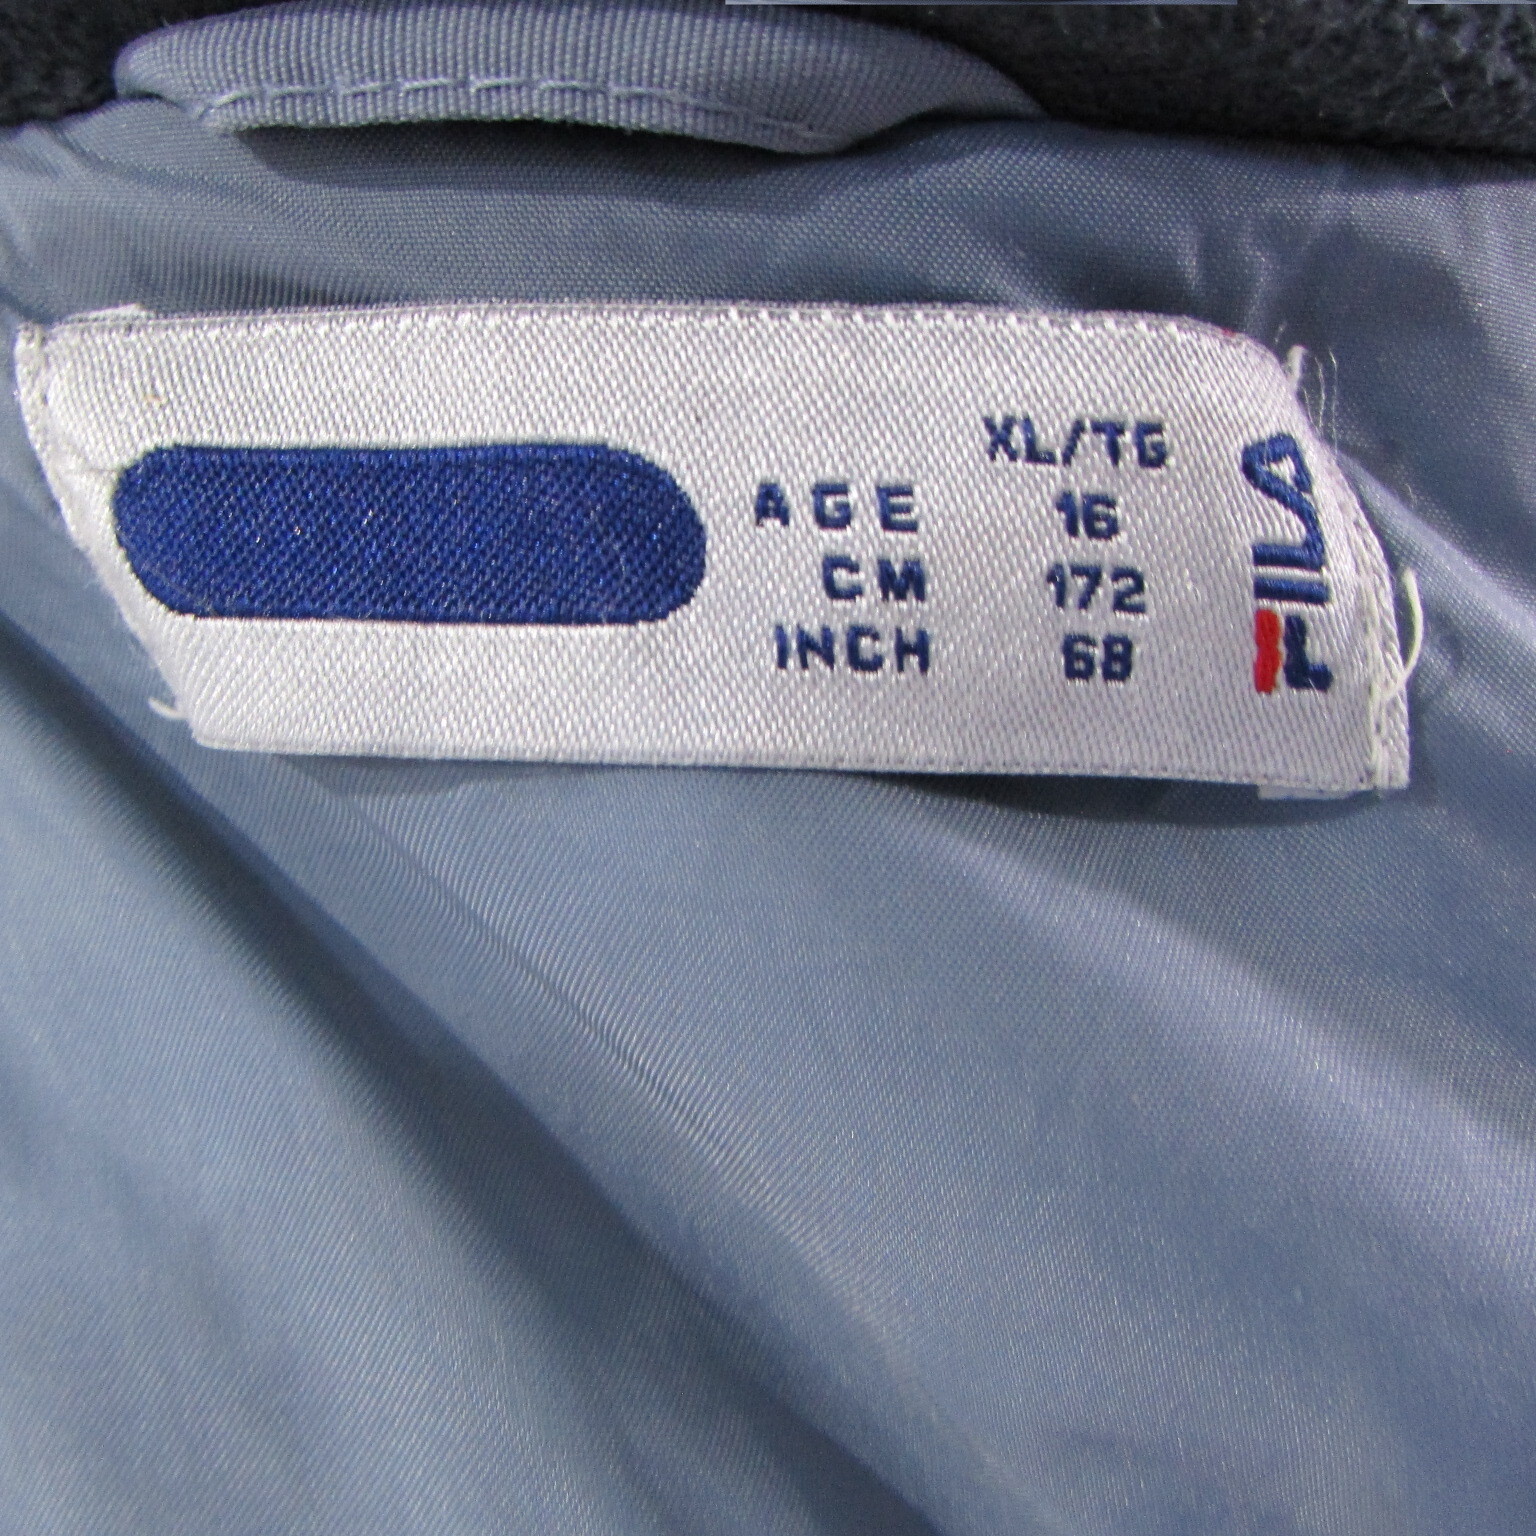 XL/TG
AGE 16
CM 172
INCH 68
FILA